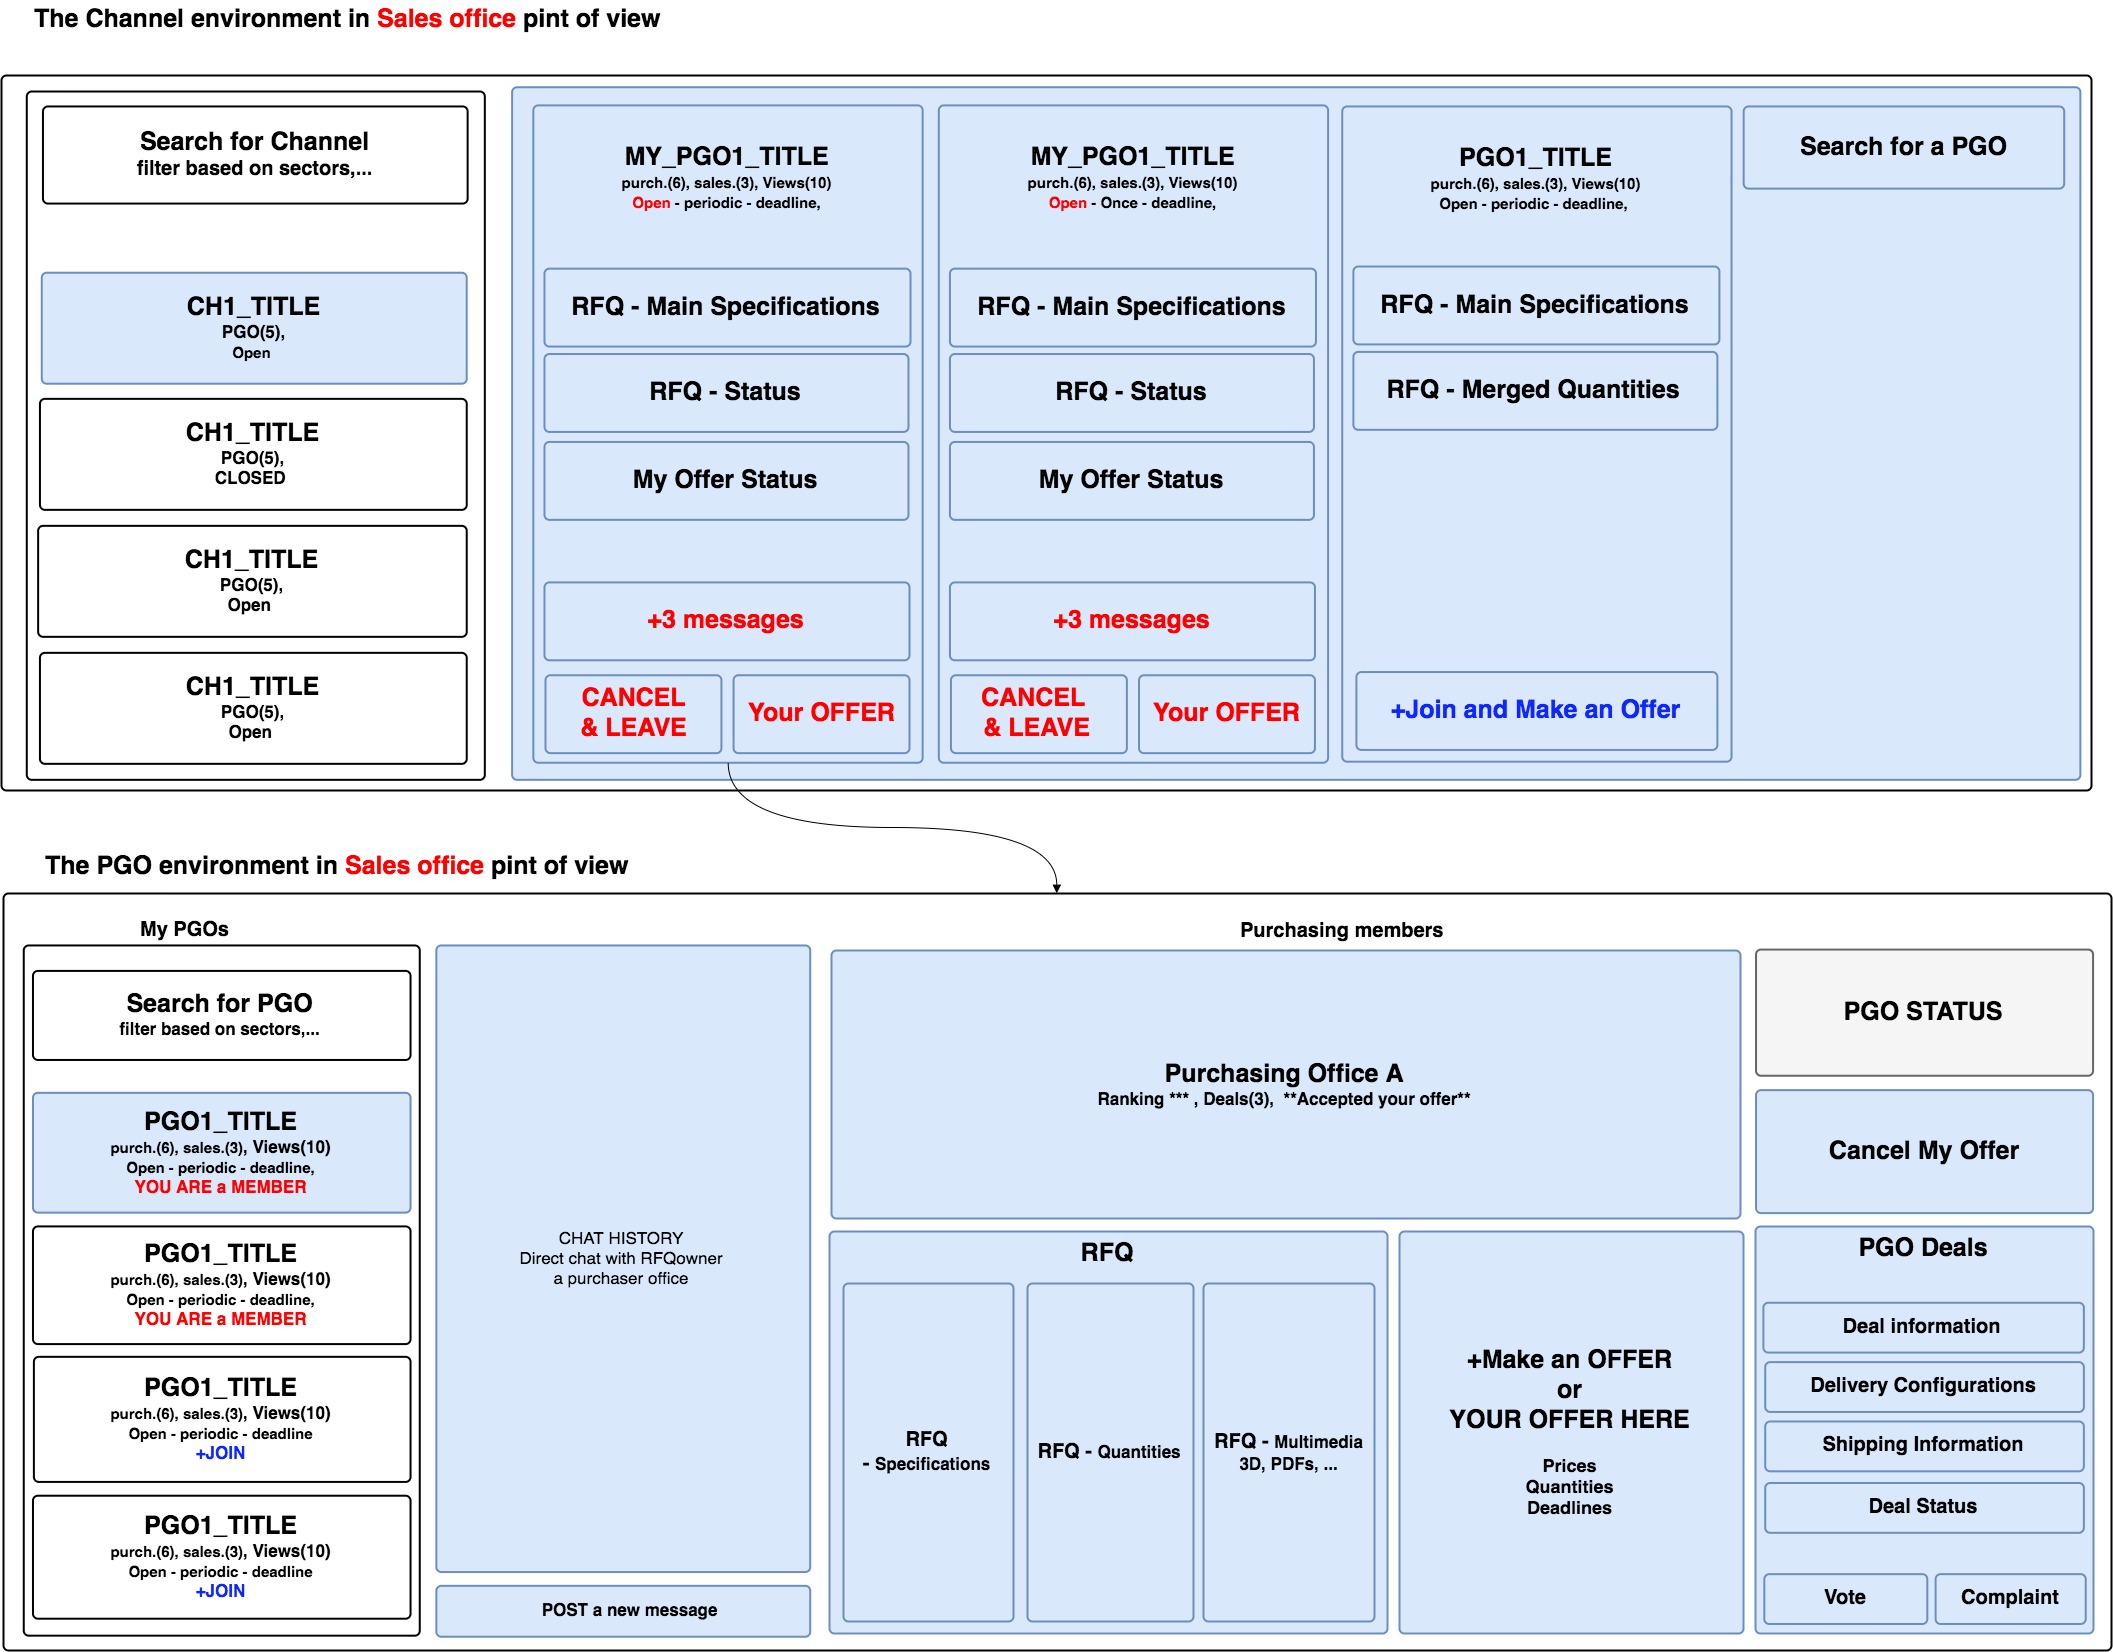 The Channel environment in Sales office pint of view
Search for Channel
filter based on sectors,...
CH1_TITLE
PGO(5),
Open
CH1_TITLE
PGO(5),
CLOSED
CH1_TITLE
PGO(5),
Open
CH1_TITLE
PGO(5),
Open
MY_PGO1_TITLE
purch.(6), sales.(3), Views(10)
Open - periodic - deadline,
RFQ - Main Specifications
RFQ - Status
My Offer Status
+3 messages
CANCEL
& LEAVE
Your OFFER
MY_PGO1_TITLE
purch.(6), sales.(3), Views(10)
Open - Once - deadline,
RFQ - Main Specifications
RFQ - Status
My Offer Status
+3 messages
CANCEL
& LEAVE
Your OFFER
PGO1_TITLE
purch.(6), sales.(3), Views(10)
Open - periodic - deadline,
RFQ - Main Specifications
RFQ - Merged Quantities
+Join and Make an Offer
Search for a PGO
The PGO environment in Sales office pint of view
My PGOs
Search for PGO
filter based on sectors,...
PGO1_TITLE
purch.(6), sales.(3), Views(10)
Open - periodic - deadline,
YOU ARE a MEMBER
PGO1_TITLE
purch.(6), sales.(3), Views(10)
Open - periodic - deadline,
YOU ARE a MEMBER
PGO1_TITLE
purch.(6), sales.(3), Views(10)
Open - periodic - deadline
+JOIN
PGO1_TITLE
purch.(6), sales.(3), Views(10)
Open - periodic - deadline
+JOIN
CHAT HISTORY
Direct chat with RFQowner
a purchaser office
POST a new message
Purchasing members
Purchasing Office A
Ranking *** , Deals(3), **Accepted your offer**
RFQ
RFQ
- Specifications
RFQ - Quantities
RFQ - Multimedia
3D, PDFs, ...
+Make an OFFER
or
YOUR OFFER HERE
Prices
Quantities
Deadlines
PGO STATUS
Cancel My Offer
PGO Deals
Deal information
Delivery Configurations
Shipping Information
Deal Status
Vote
Complaint